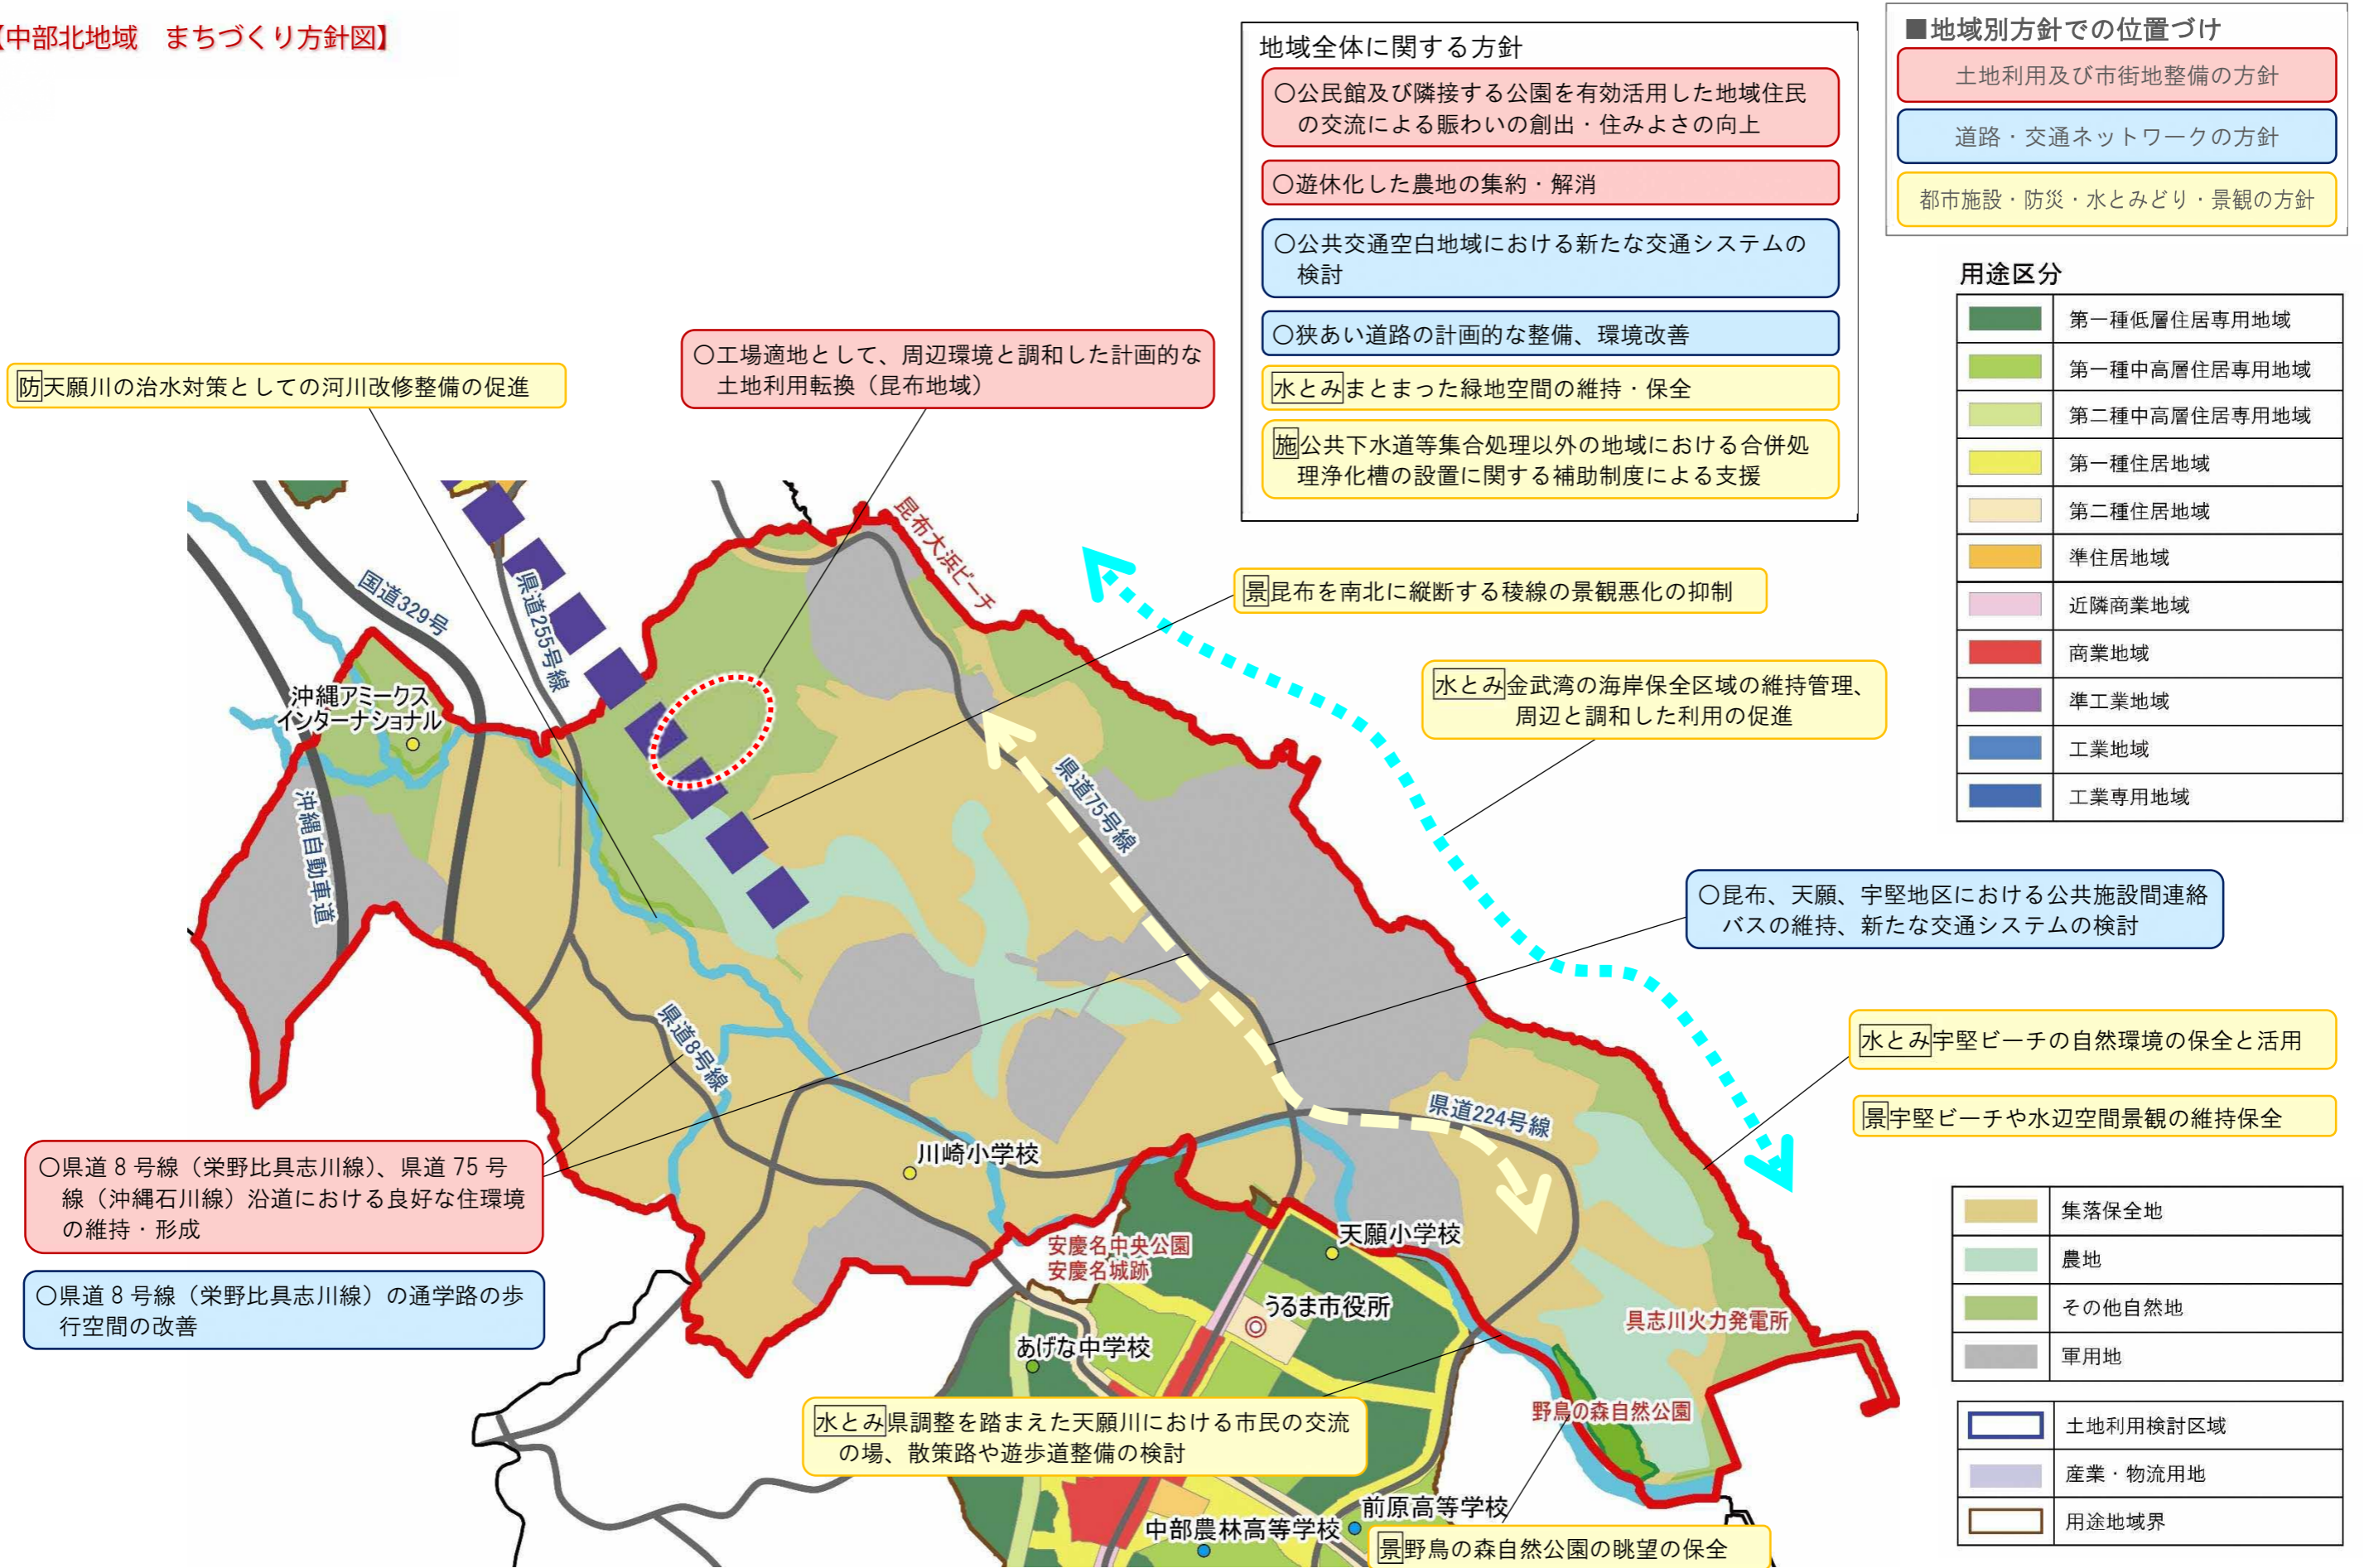 【中部北地域　まちづくり方針図】
地域全体に関する方針
○公民館及び隣接する公園を有効活用した地域住民
の交流による賑わいの創出・住みよさの向上
○遊休化した農地の集約・解消
○公共交通空白地域における新たな交通システムの
検討
○狭あい道路の計画的な整備、環境改善
水とみまとまった緑地空間の維持・保全
施公共下水道等集合処理以外の地域における合併処
理浄化槽の設置に関する補助制度による支援
■地域別方針での位置づけ
土地利用及び市街地整備の方針
道路・交通ネットワークの方針
都市施設・防災・水とみどり・景観の方針
用途区分
第一種低層住居専用地域
第一種中高層住居専用地域
第二種中高層住居専用地域
第一種住居地域
第二種住居地域
準住居地域
近隣商業地域
商業地域
準工業地域
工業地域
工業専用地域
防天願川の治水対策としての河川改修整備の促進
○工場適地として、周辺環境と調和した計画的な
土地利用転換（昆布地域）
昆布大浜ビーチ
国道329号
県道255号線
景昆布を南北に縦断する稜線の景観悪化の抑制
沖縄アミークス
インターナショナル
水とみ金武湾の海岸保全区域の維持管理、
周辺と調和した利用の促進
県道75号線
沖縄自動車道
○昆布、天願、宇堅地区における公共施設間連絡
バスの維持、新たな交通システムの検討
県道8号線
水とみ宇堅ビーチの自然環境の保全と活用
景宇堅ビーチや水辺空間景観の維持保全
県道224号線
川崎小学校
○県道８号線（栄野比具志川線）、県道75号
線（沖縄石川線）沿道における良好な住環境
の維持・形成
○県道８号線（栄野比具志川線）の通学路の歩
行空間の改善
安慶名中央公園
安慶名城跡
天願小学校
うるま市役所
あげな中学校
具志川火力発電所
野鳥の森自然公園
水とみ県調整を踏まえた天願川における市民の交流
の場、散策路や遊歩道整備の検討
前原高等学校
中部農林高等学校
景野鳥の森自然公園の眺望の保全
集落保全地
農地
その他自然地
軍用地
土地利用検討区域
産業・物流用地
用途地域界